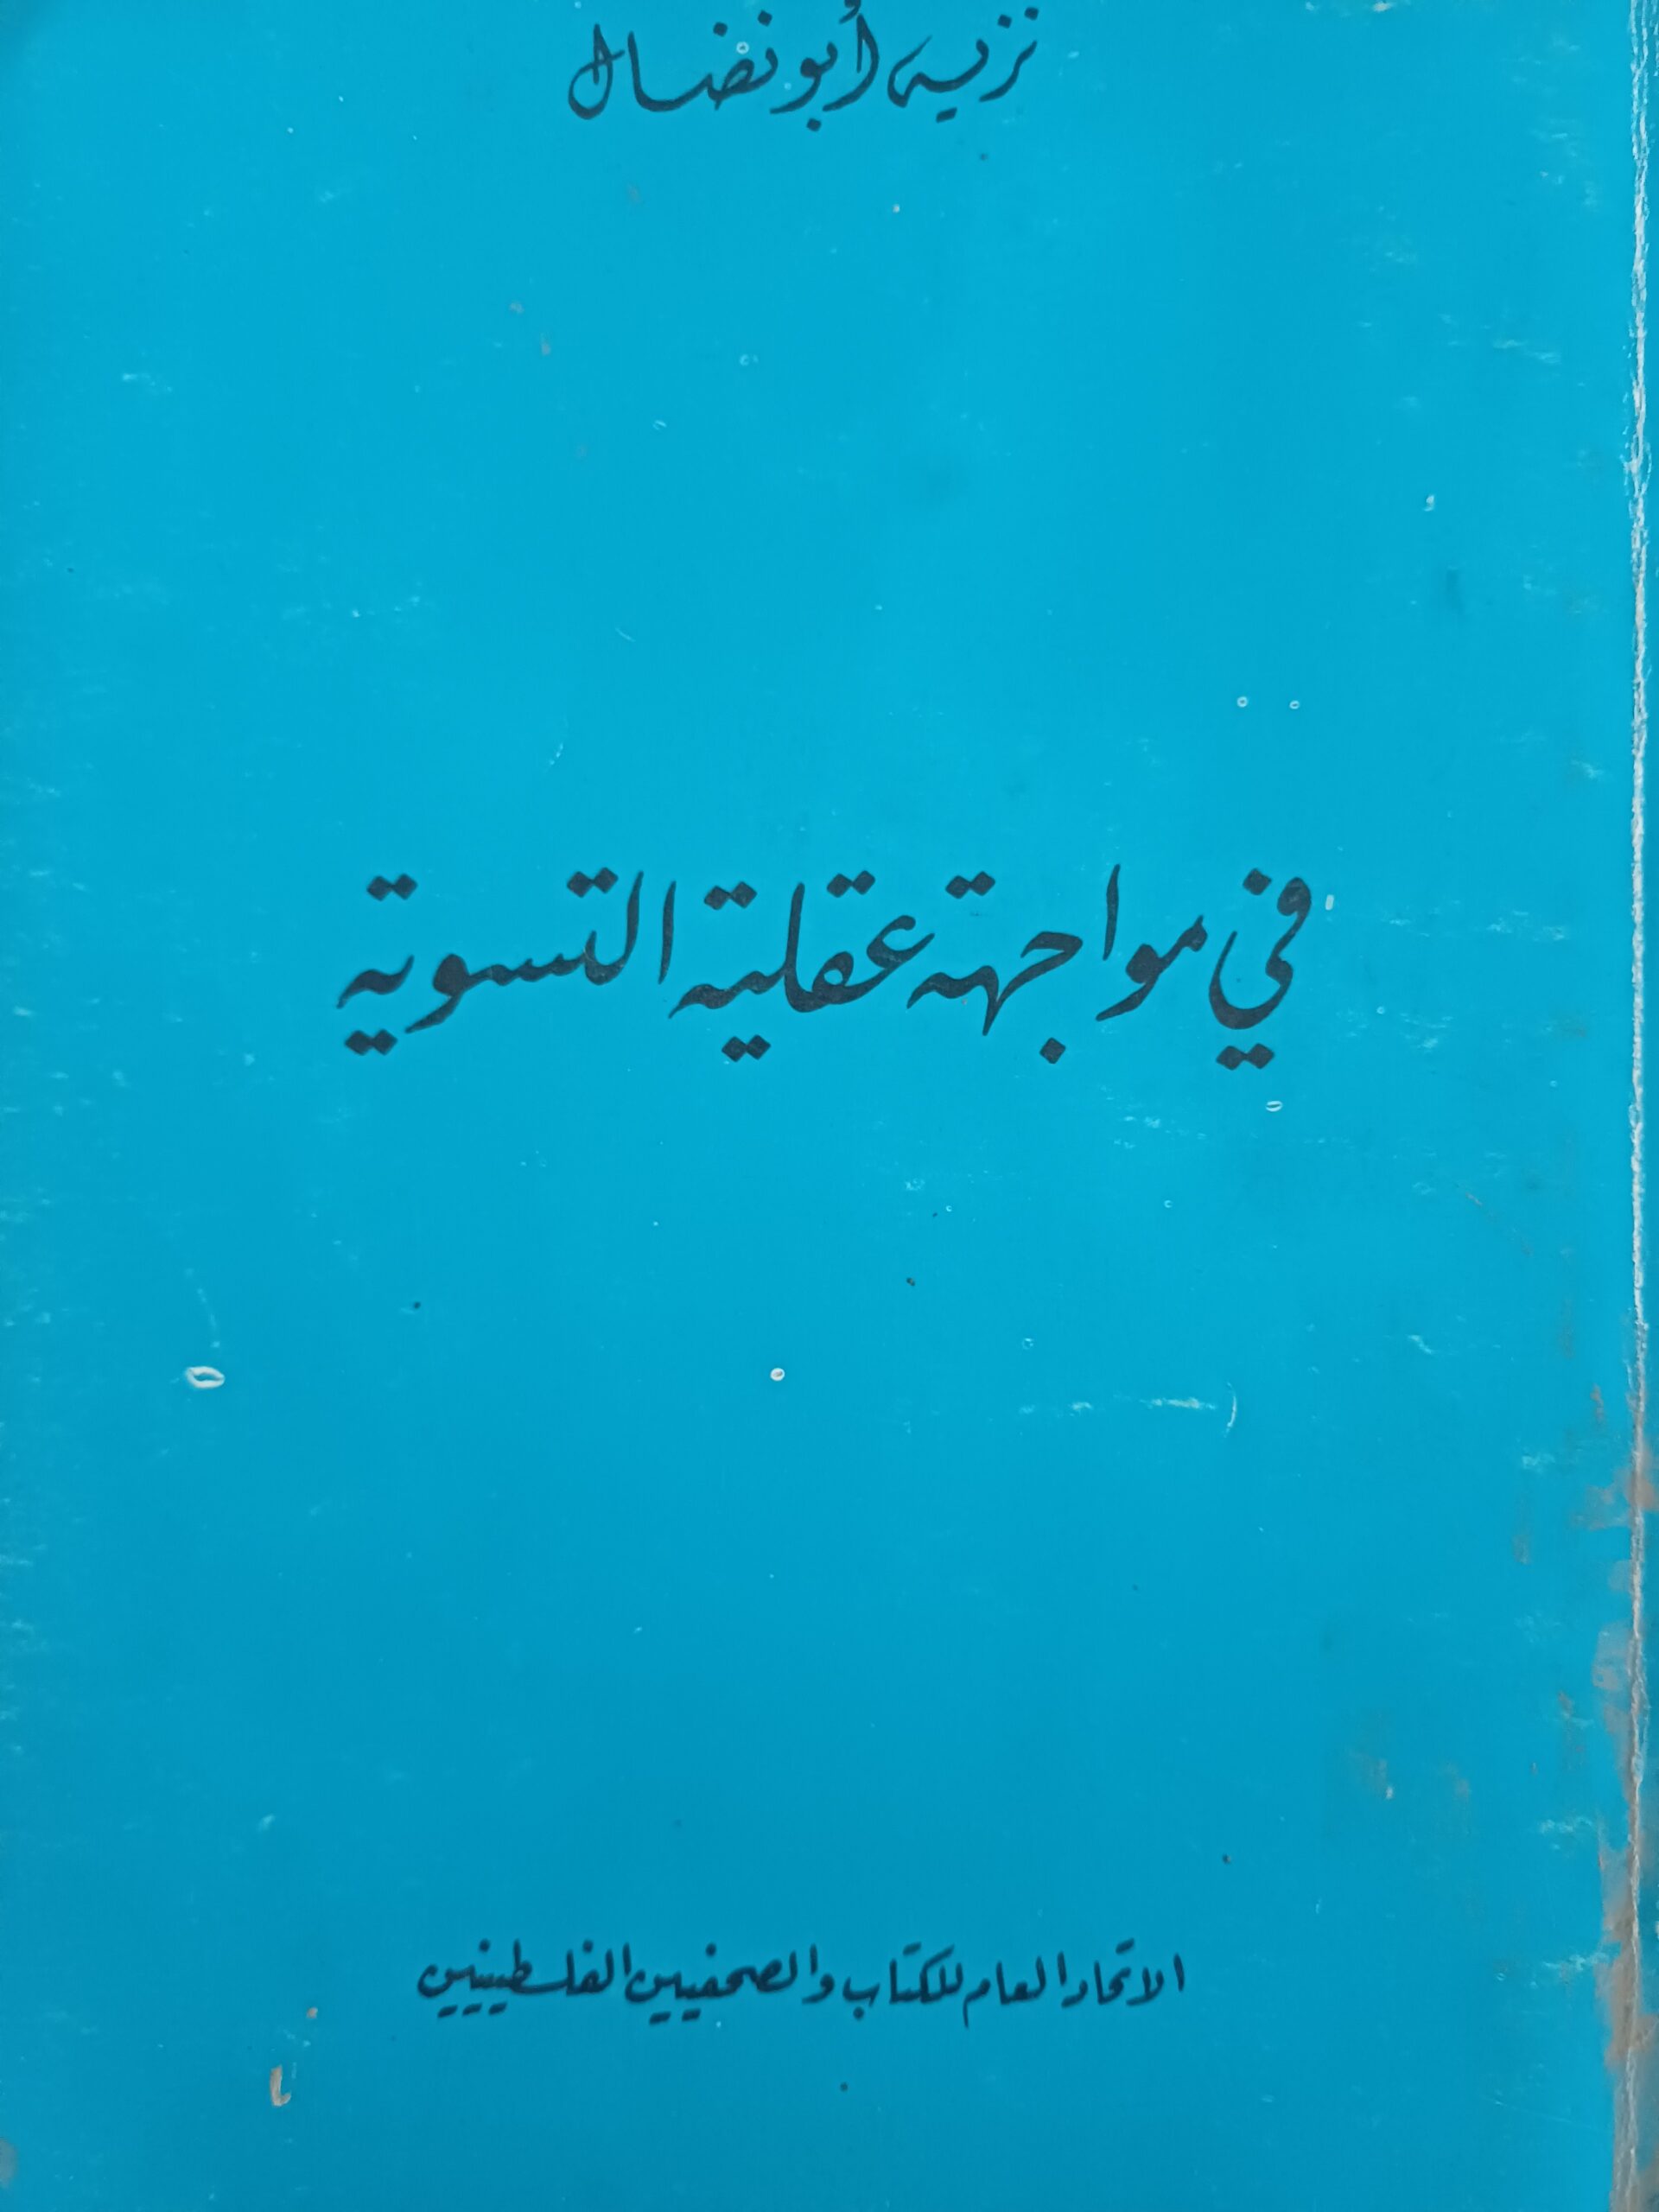 نزيه أبو نضال
في مواجهة عقلية التسوية
الاتحاد العام للكتاب والصحفيين الفلسطينيين